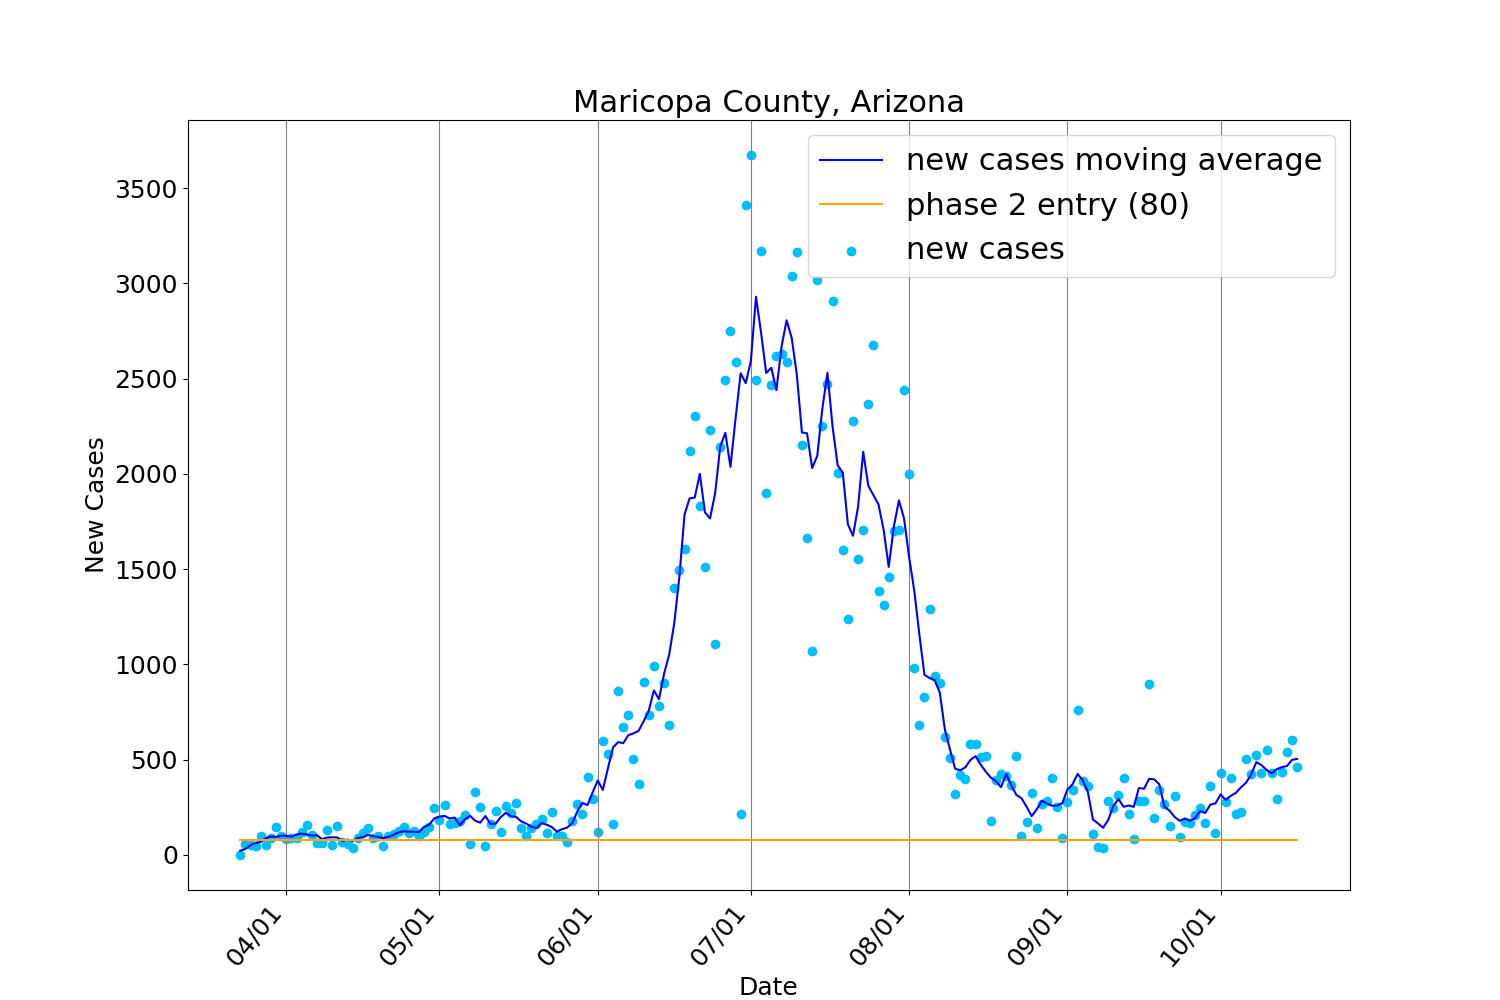 Maricopa County, Arizona
new cases moving average
phase 2 entry (80)
new cases
New Cases
3500
3000
2500
2000
1500
1000
500
0
04/01
05/01
06/01
07/01
08/01
09/01
10/01
Date